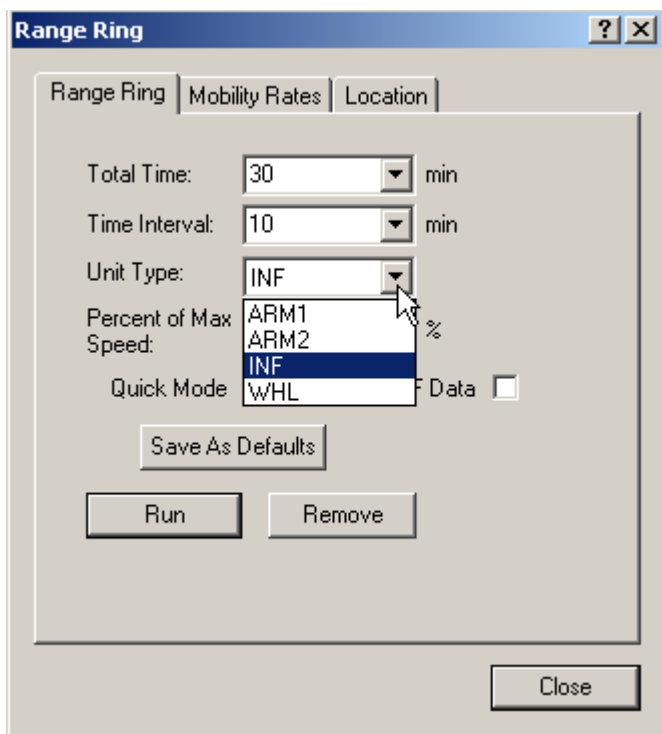 Range Ring
Range Ring Mobility Rates Location
Total Time: 30 min
Time Interval: 10 min
Unit Type: INF
ARM1
ARM2
INF
WHL
Percent of Max
Speed: %
Quick Mode F Data
Save As Defaults
Run Remove
Close